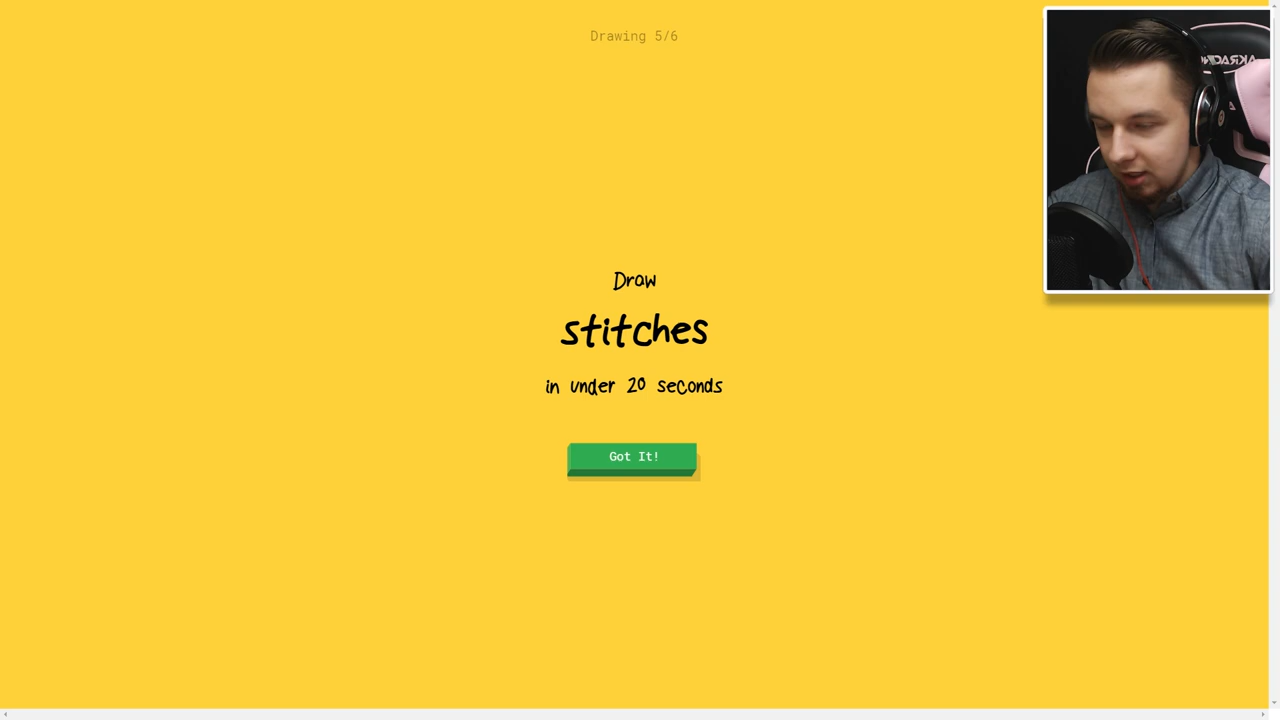 Drawing 5/6
Draw
stitches
in under 20 seconds
Got It!